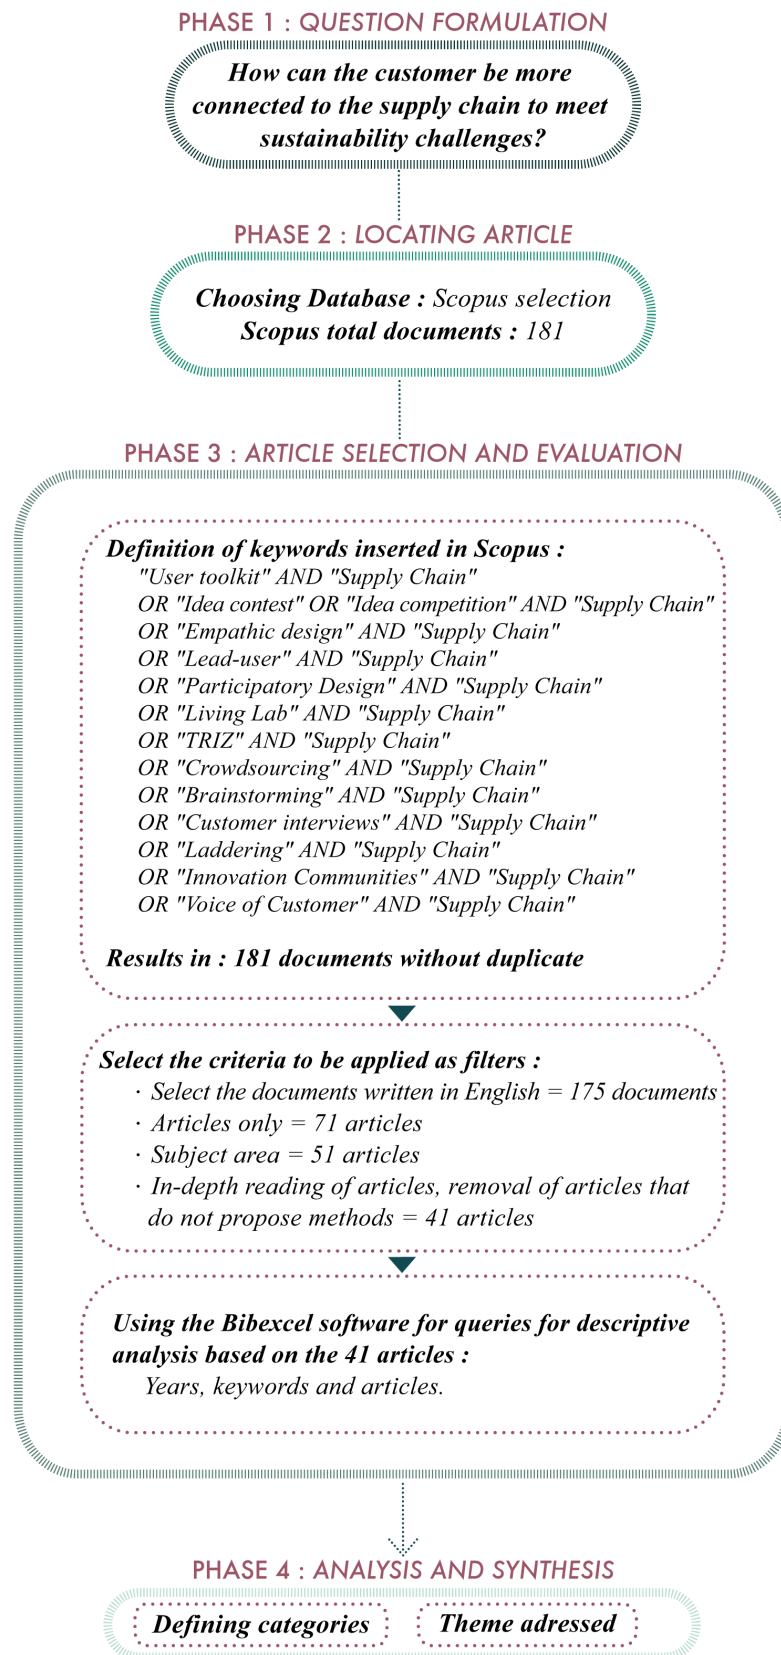 PHASE 1 : QUESTION FORMULATION
How can the customer be more
connected to the supply chain to meet
sustainability challenges?
PHASE 2 : LOCATING ARTICLE
Choosing Database : Scopus selection
Scopus total documents : 181
PHASE 3 : ARTICLE SELECTION AND EVALUATION
Definition of keywords inserted in Scopus :
"User toolkit" AND "Supply Chain"
OR "Idea contest" OR "Idea competition" AND "Supply Chain"
OR "Empathic design" AND "Supply Chain"
OR "Lead-user" AND "Supply Chain"
OR "Participatory Design" AND "Supply Chain"
OR "Living Lab" AND "Supply Chain"
OR "TRIZ" AND "Supply Chain"
OR "Crowdsourcing" AND "Supply Chain"
OR "Brainstorming" AND "Supply Chain"
OR "Customer interviews" AND "Supply Chain"
OR "Laddering" AND "Supply Chain"
OR "Innovation Communities" AND "Supply Chain"
OR "Voice of Customer" AND "Supply Chain"
Results in : 181 documents without duplicate
Select the criteria to be applied as filters :
· Select the documents written in English = 175 documents
· Articles only = 71 articles
· Subject area = 51 articles
· In-depth reading of articles, removal of articles that
do not propose methods = 41 articles
Using the Bibexcel software for queries for descriptive
analysis based on the 41 articles :
Years, keywords and articles.
PHASE 4 : ANALYSIS AND SYNTHESIS
Defining categories
Theme adressed